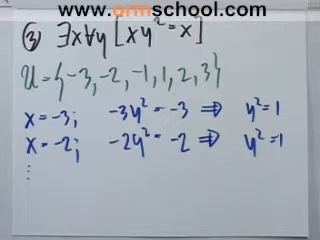 www.ormschool.com
③ ∃x∀y [xy² = x]
U = {-3, -2, -1, 1, 2, 3}
x = -3; -3y² = -3 ⇒ y² = 1
x = -2; -2y² = -2 ⇒ y² = 1
⋮